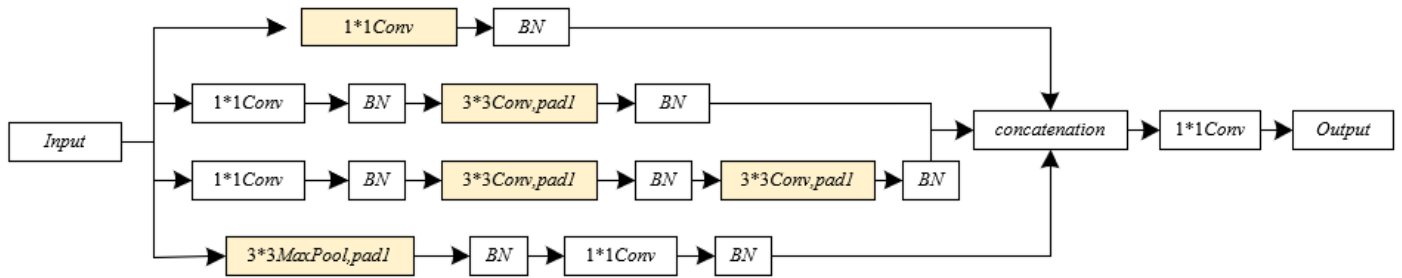 1*1Conv
BN
1*1Conv
BN
3*3Conv,pad1
BN
Input
concatenation
1*1Conv
Output
1*1Conv
BN
3*3Conv,pad1
BN
3*3Conv,pad1
BN
3*3MaxPool,pad1
BN
1*1Conv
BN